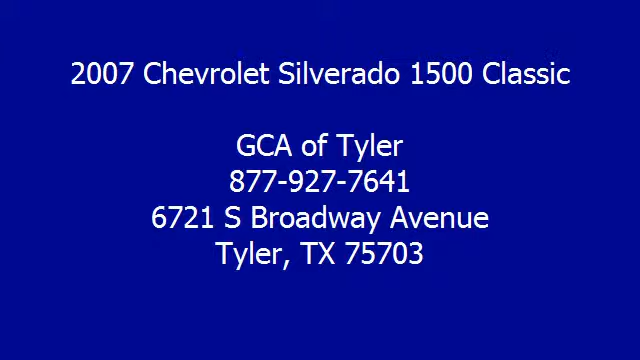 2007 Chevrolet Silverado 1500 Classic
GCA of Tyler
877-927-7641
6721 S Broadway Avenue
Tyler, TX 75703